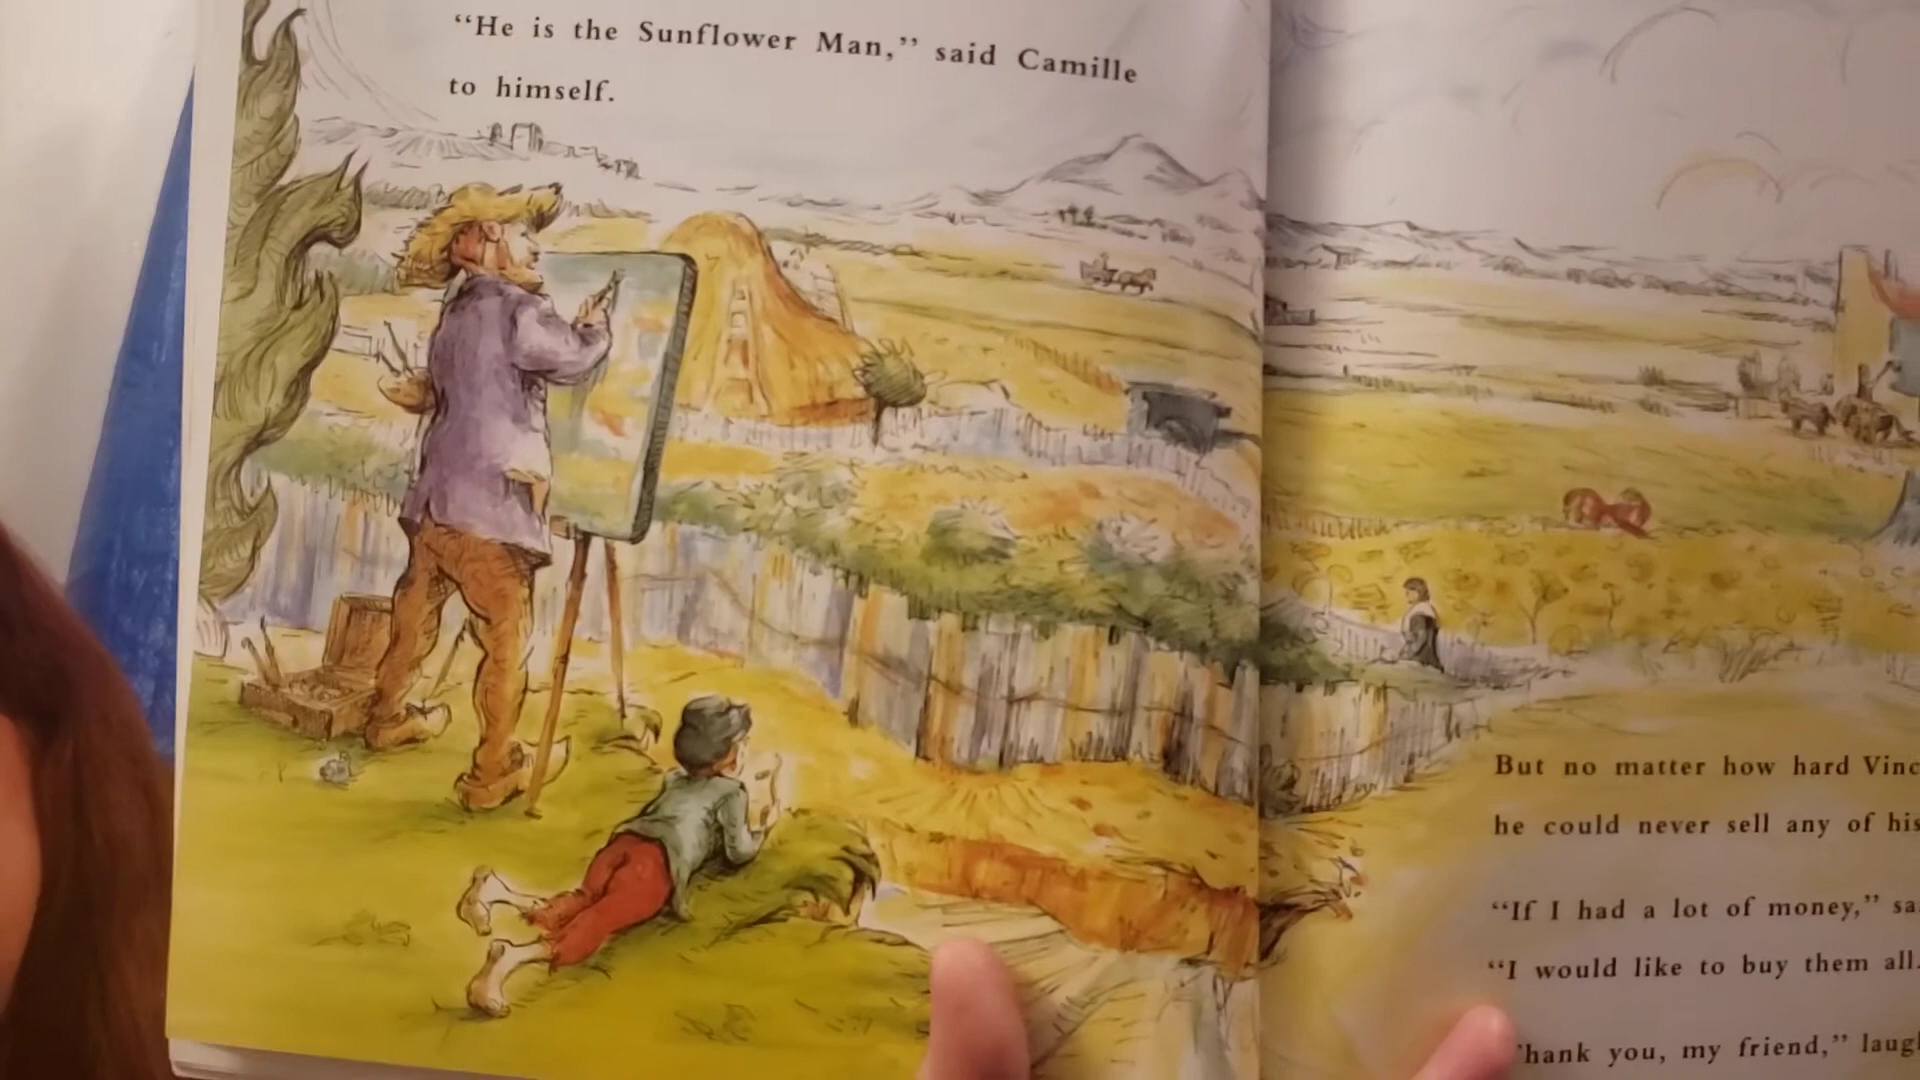 “He is the Sunflower Man,” said Camille
to himself.
But no matter how hard Vinc
he could never sell any of his
“If I had a lot of money,” sa
“I would like to buy them all.
hank you, my friend,” laugh